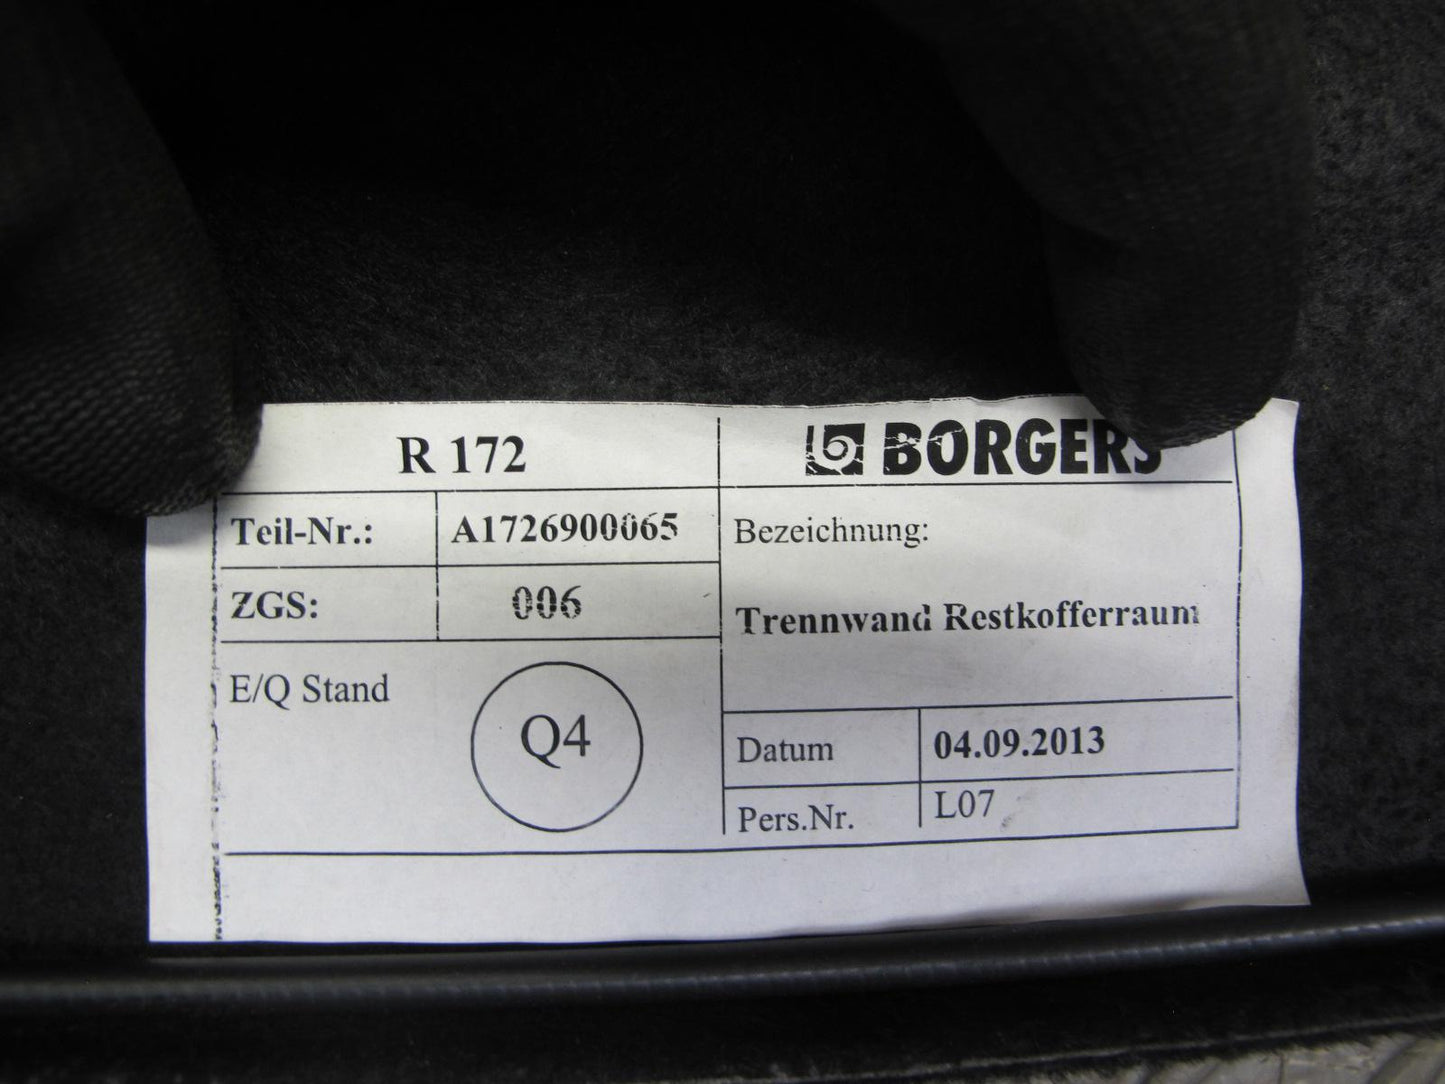 R 172
BORGERS
Teil-Nr.: A1726900065
Bezeichnung:
ZGS: 006
Trennwand Restkofferraum
E/Q Stand
Q4
Datum 04.09.2013
Pers.Nr. L07